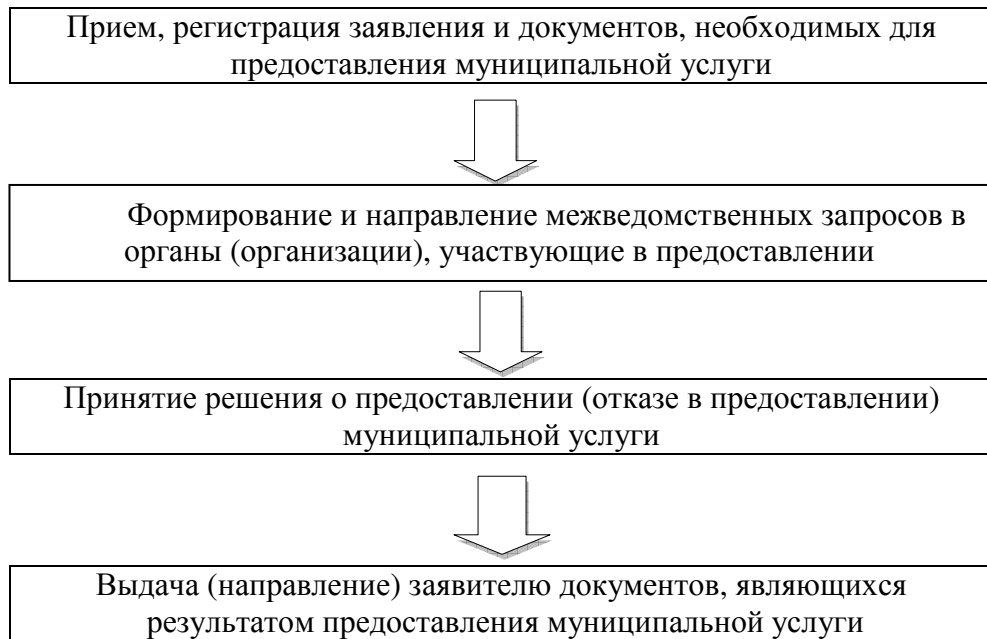 Прием, регистрация заявления и документов, необходимых для
предоставления муниципальной услуги
Формирование и направление межведомственных запросов в
органы (организации), участвующие в предоставлении
Принятие решения о предоставлении (отказе в предоставлении)
муниципальной услуги
Выдача (направление) заявителю документов, являющихся
результатом предоставления муниципальной услуги